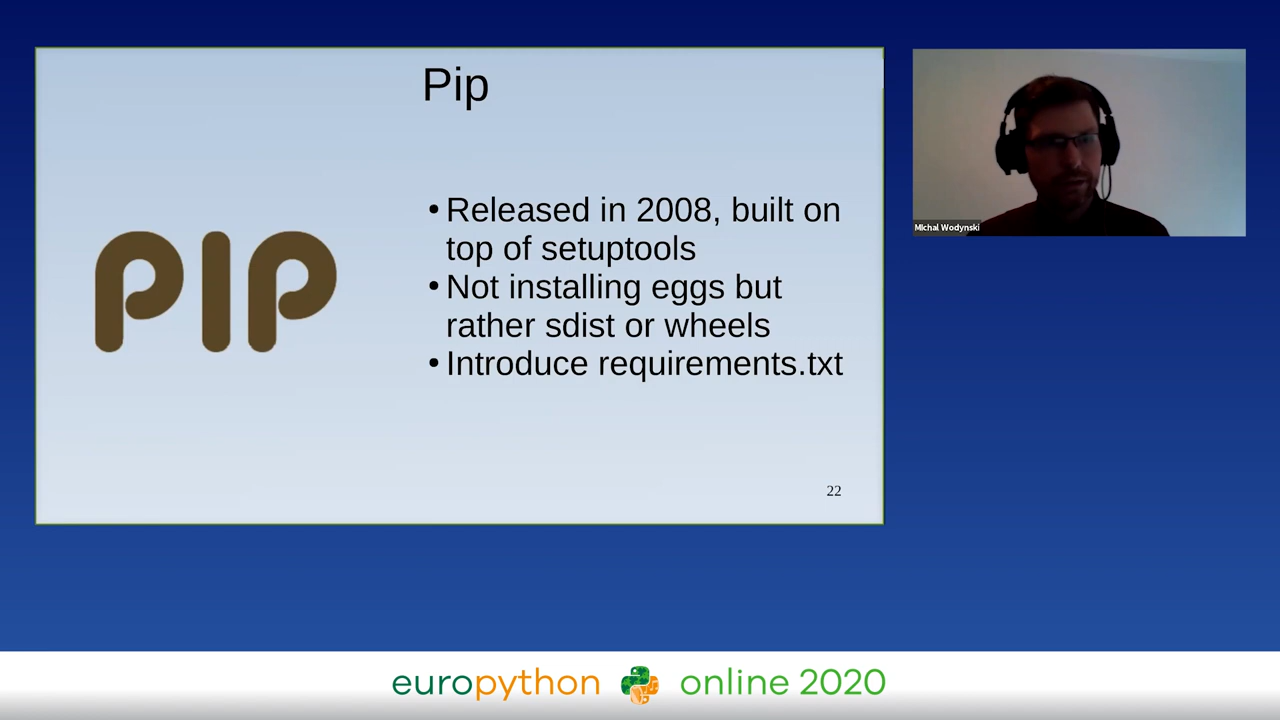 Pip
PIP
• Released in 2008, built on
top of setuptools
• Not installing eggs but
rather sdist or wheels
• Introduce requirements.txt
22
Michal Wodynski
europython online 2020